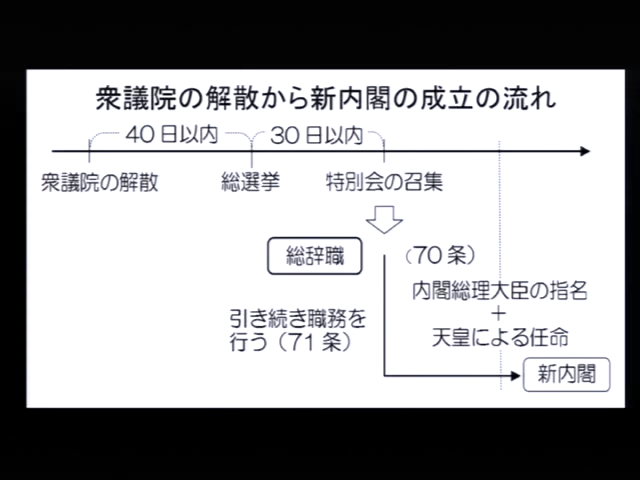 衆議院の解散から新内閣の成立の流れ
40日以内 30日以内
衆議院の解散 総選挙 特別会の召集
総辞職 (70条)
内閣総理大臣の指名
+
天皇による任命
引き続き職務を
行う(71条)
新内閣